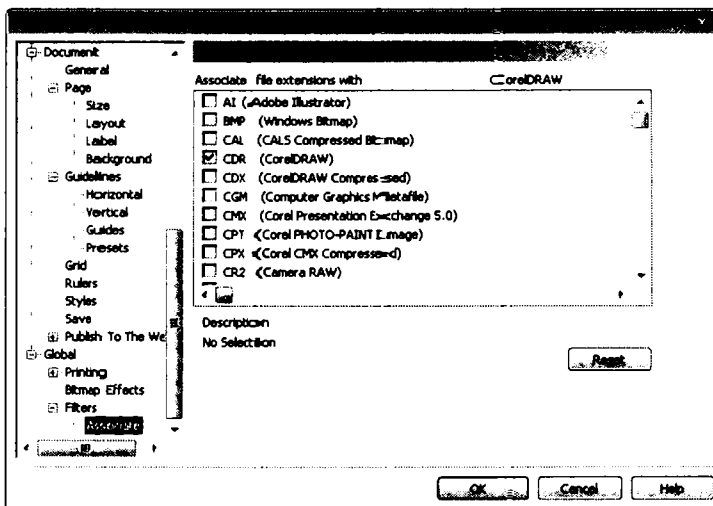 Document
General
Page
Size
Layout
Label
Background
Guidelines
Horizontal
Vertical
Guides
Presets
Grid
Rulers
Styles
Save
Publish To The We
Global
Printing
Bitmap Effects
Filters
Associate
Associate file extensions with CorelDRAW
AI (Adobe Illustrator)
BMP (Windows Bitmap)
CAL (CALS Compressed Bitmap)
CDR (CorelDRAW)
CDX (CorelDRAW Compressed)
CGM (Computer Graphics Metafile)
CMX (Corel Presentation Exchange 5.0)
CPT (Corel PHOTO-PAINT Image)
CPX (Corel CMX Compressed)
CR2 (Camera RAW)
Description
No Selection
Reset
OK Cancel Help